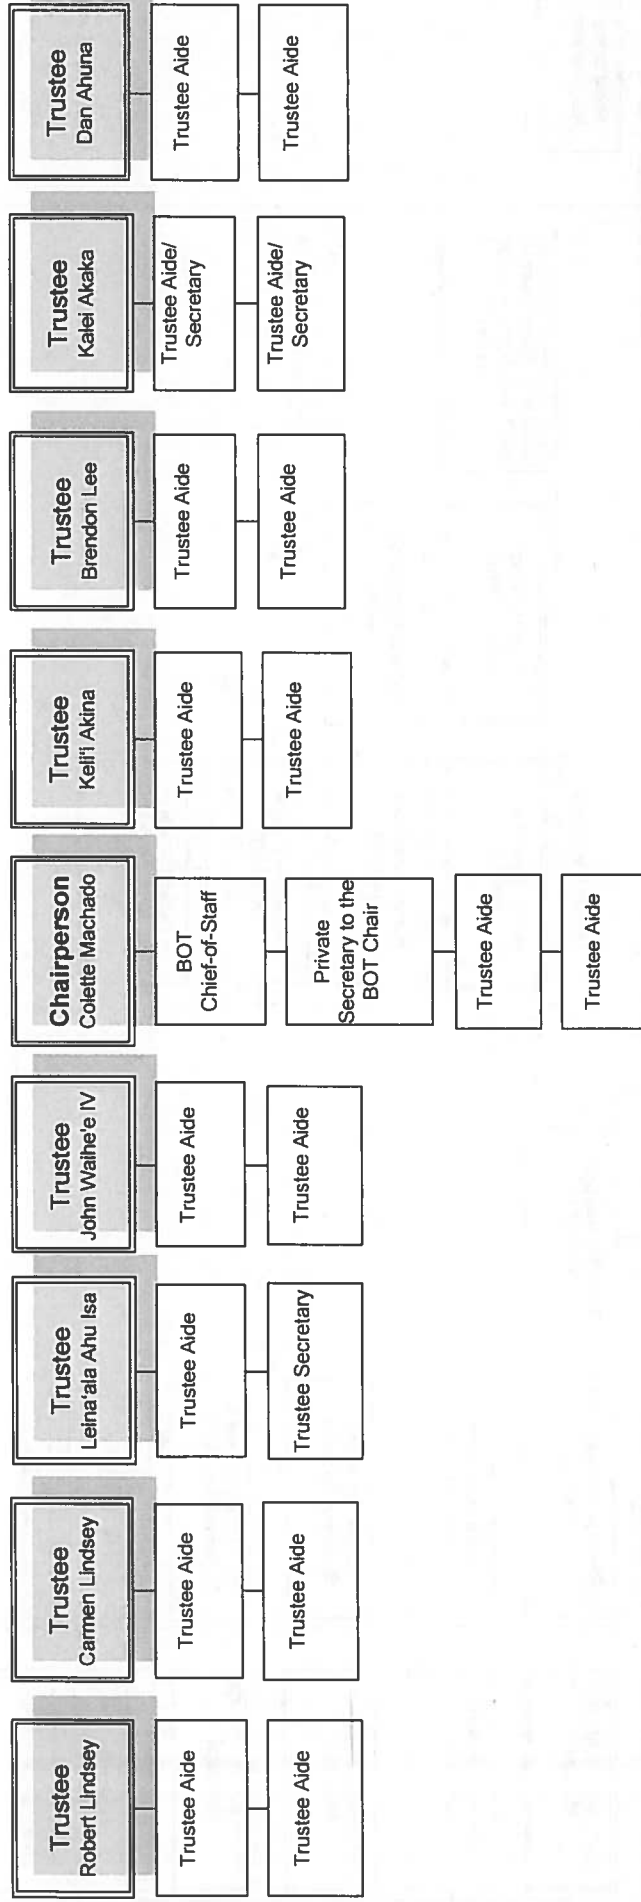 Trustee
Robert Lindsey
Trustee Aide
Trustee Aide
Trustee
Carmen Lindsey
Trustee Aide
Trustee Aide
Trustee
Leina'ala Ahu Isa
Trustee Aide
Trustee Secretary
Trustee
John Waihe'e IV
Trustee Aide
Trustee Aide
Chairperson
Colette Machado
BOT
Chief-of-Staff
Private
Secretary to the
BOT Chair
Trustee Aide
Trustee Aide
Trustee
Keli'i Akina
Trustee Aide
Trustee Aide
Trustee
Brendon Lee
Trustee Aide
Trustee Aide
Trustee
Kalei Akaka
Trustee Aide/
Secretary
Trustee Aide/
Secretary
Trustee
Dan Ahuna
Trustee Aide
Trustee Aide